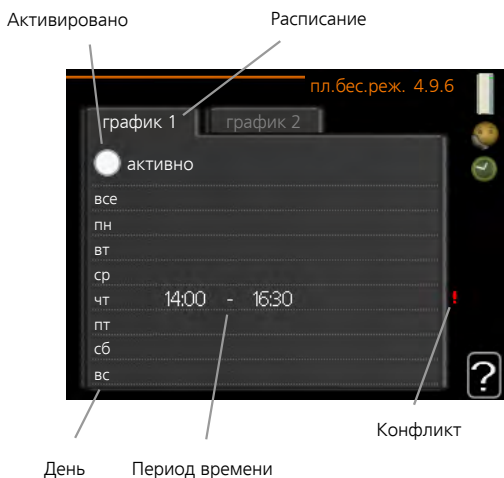 Активировано Расписание
пл.бес.реж. 4.9.6
график 1 график 2
активно
все
пн
вт
ср
чт 14:00 - 16:30 !
пт
сб
вс
?
Конфликт
День Период времени